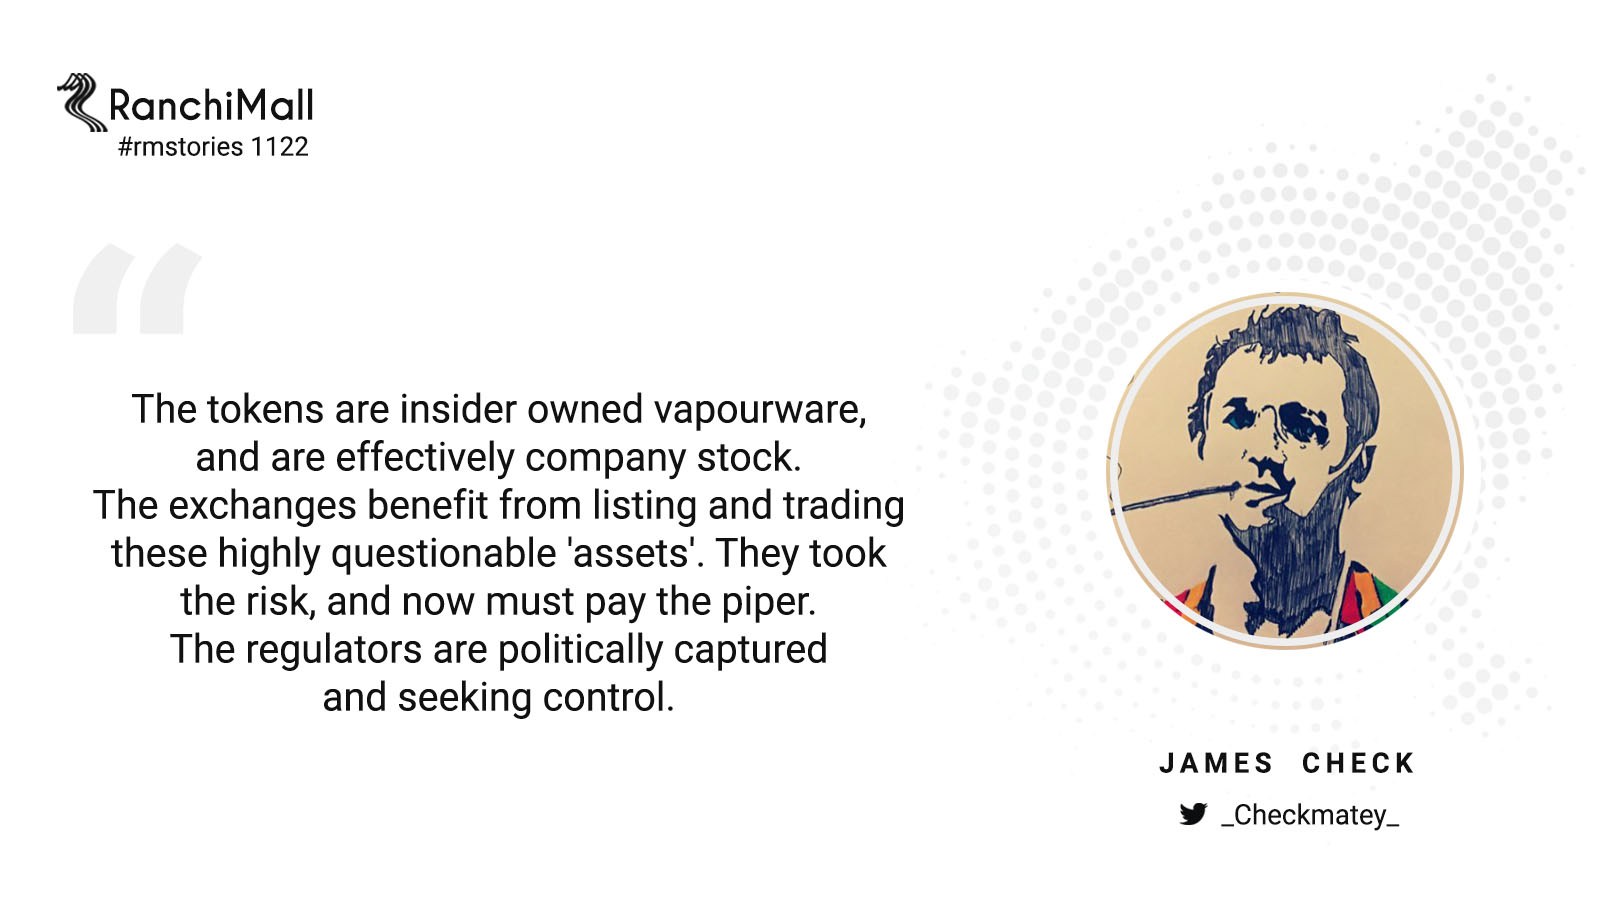 RanchiMall
#rmstories 1122
“
The tokens are insider owned vapourware,
and are effectively company stock.
The exchanges benefit from listing and trading
these highly questionable 'assets'. They took
the risk, and now must pay the piper.
The regulators are politically captured
and seeking control.
JAMES CHECK
_Checkmatey_